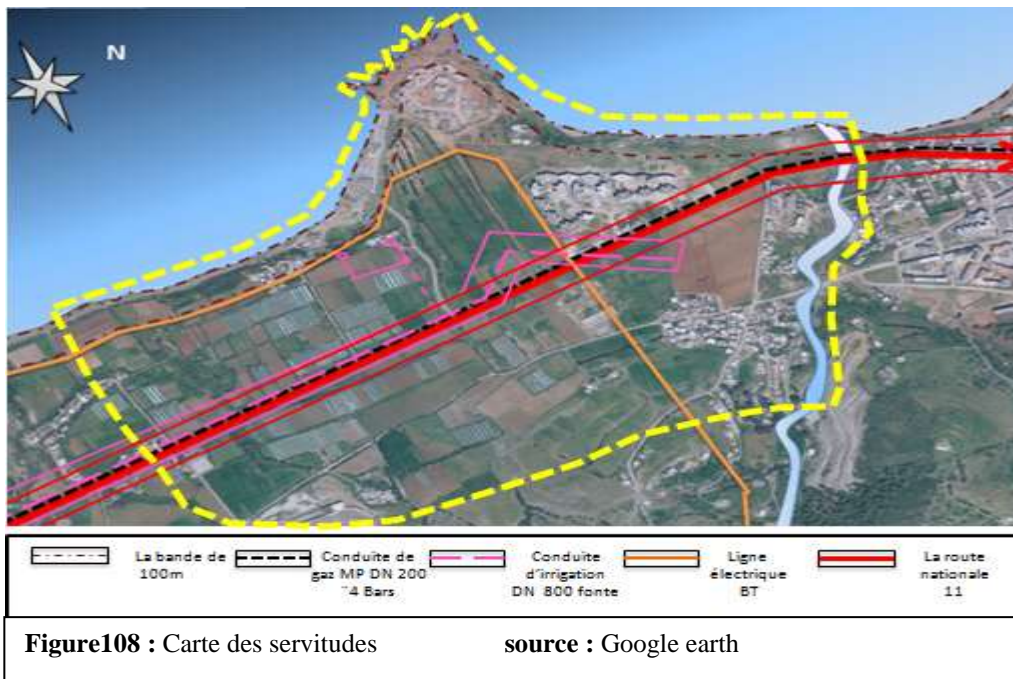 N
La bande de
100m
Conduite de
gaz MP DN 200
"4 Bars
Conduite
d'irrigation
DN 800 fonte
Ligne
électrique
BT
La route
nationale
11
Figure108 : Carte des servitudes source : Google earth